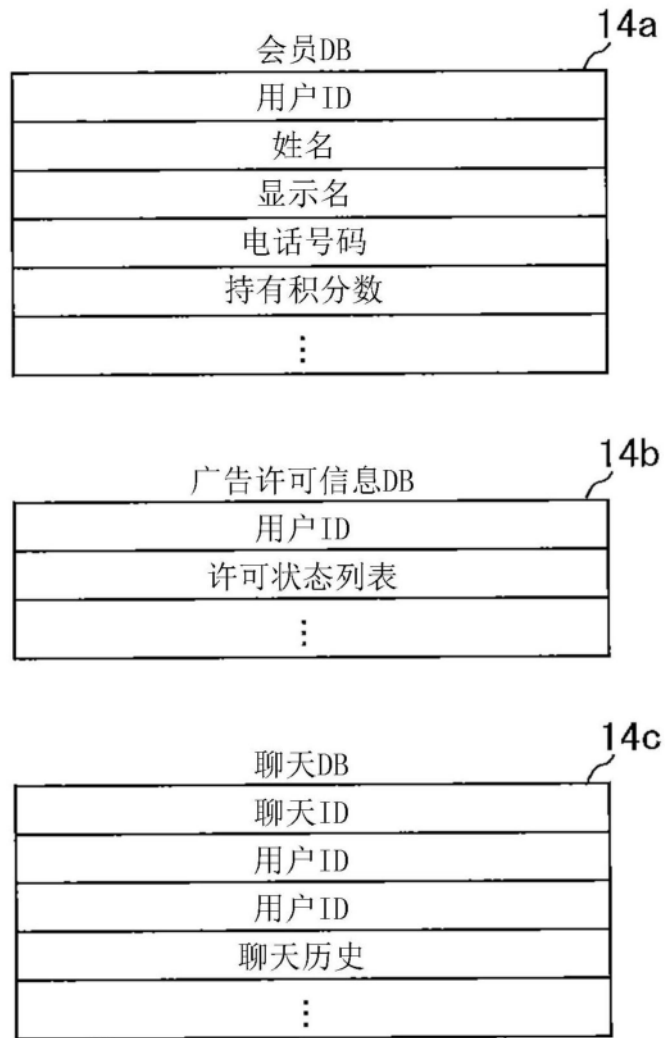 14a
会员DB
用户ID
姓名
显示名
电话号码
持有积分数
⋮
14b
广告许可信息DB
用户ID
许可状态列表
⋮
14c
聊天DB
聊天ID
用户ID
用户ID
聊天历史
⋮